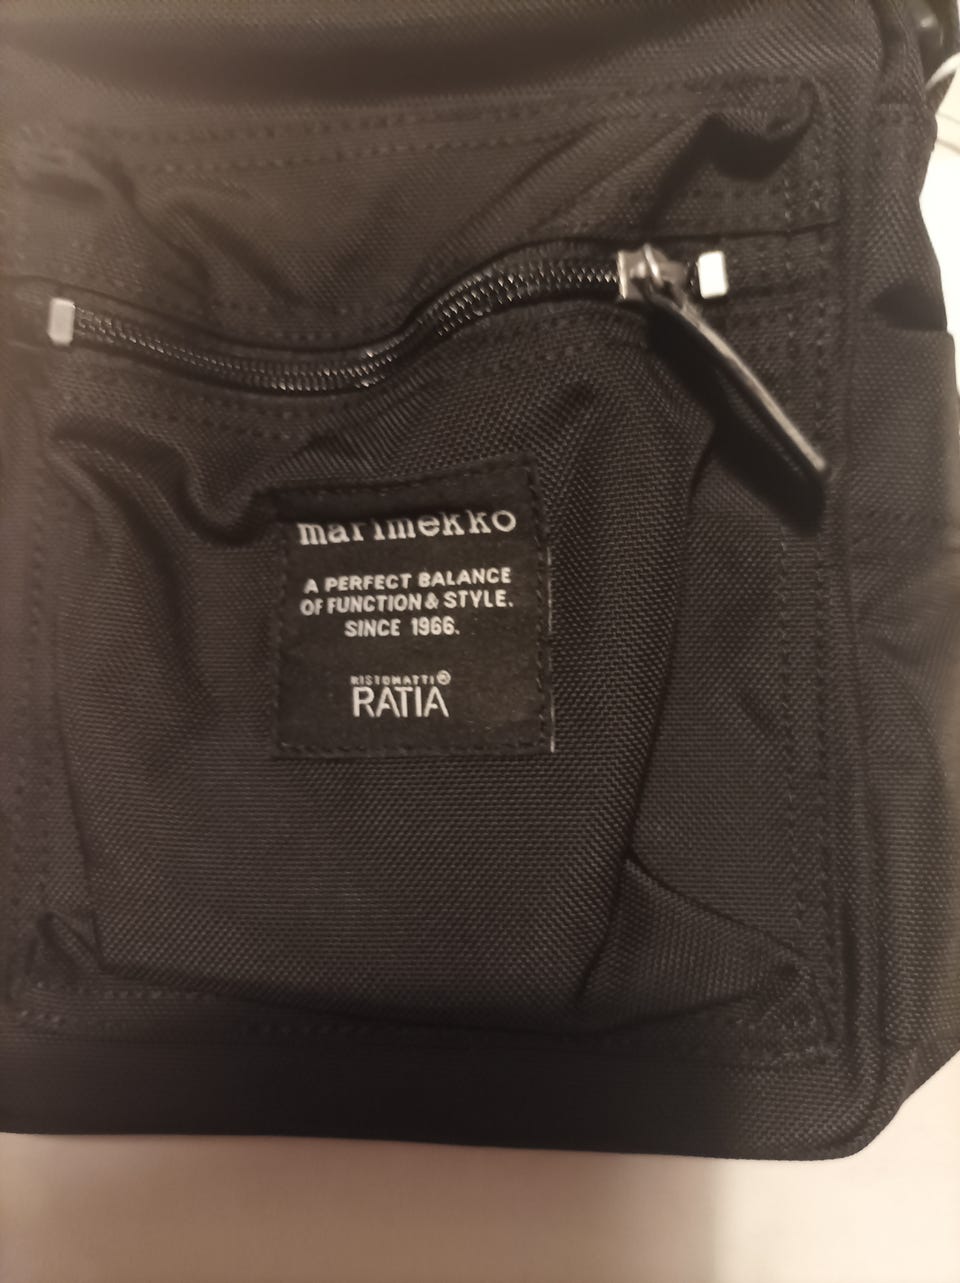 marimekko
A PERFECT BALANCE
OF FUNCTION & STYLE.
SINCE 1966.
RISTOMATTI®
RATIA